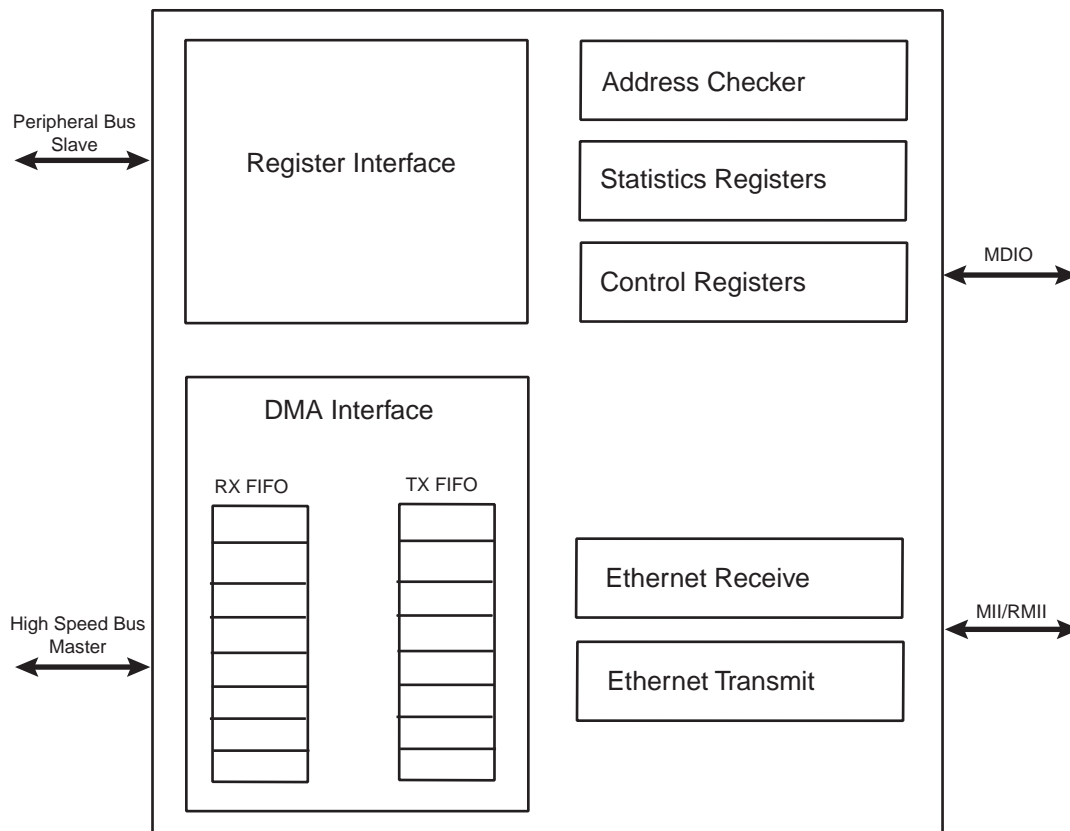 Peripheral Bus
Slave
Register Interface
Address Checker
Statistics Registers
Control Registers
MDIO
DMA Interface
RX FIFO
TX FIFO
High Speed Bus
Master
Ethernet Receive
Ethernet Transmit
MII/RMII